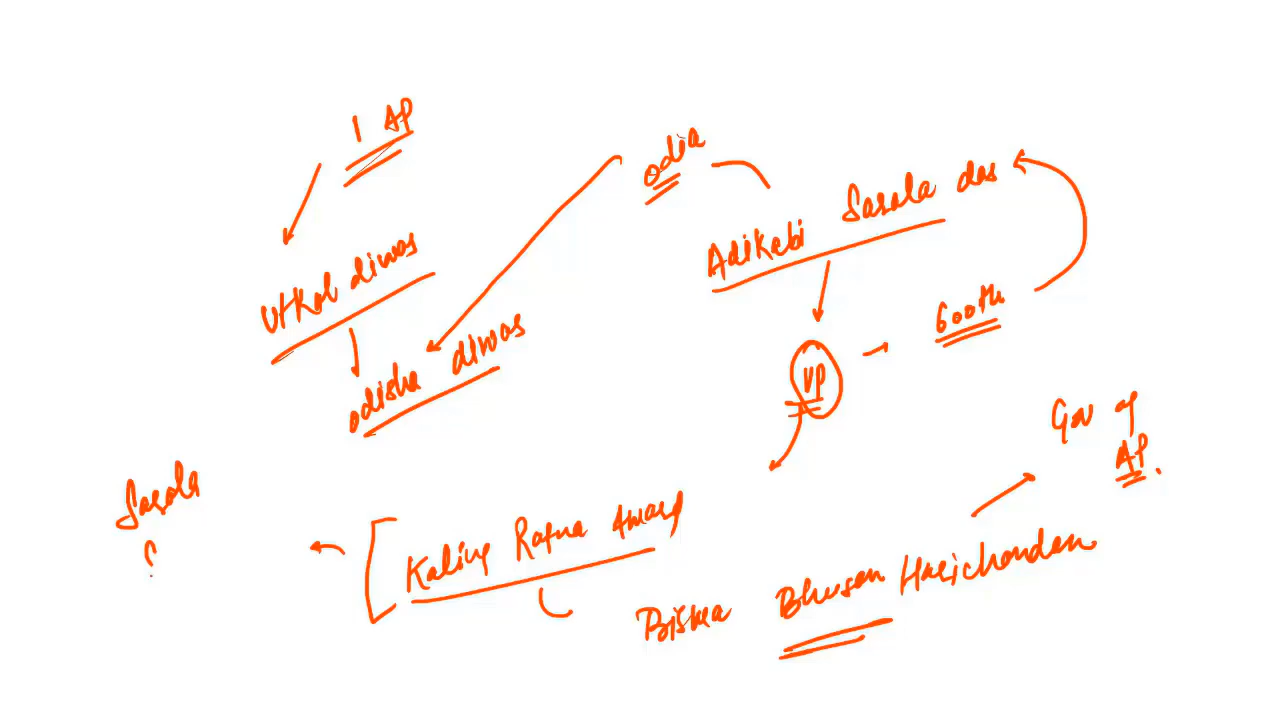 1 AP
Utkal diwas
odisha diwas
odia
Adikabi Sarala das
VP
600th
Gov of
AP.
Kaling Ratna Award
Biswa Bhusan Harichandan
Sarala